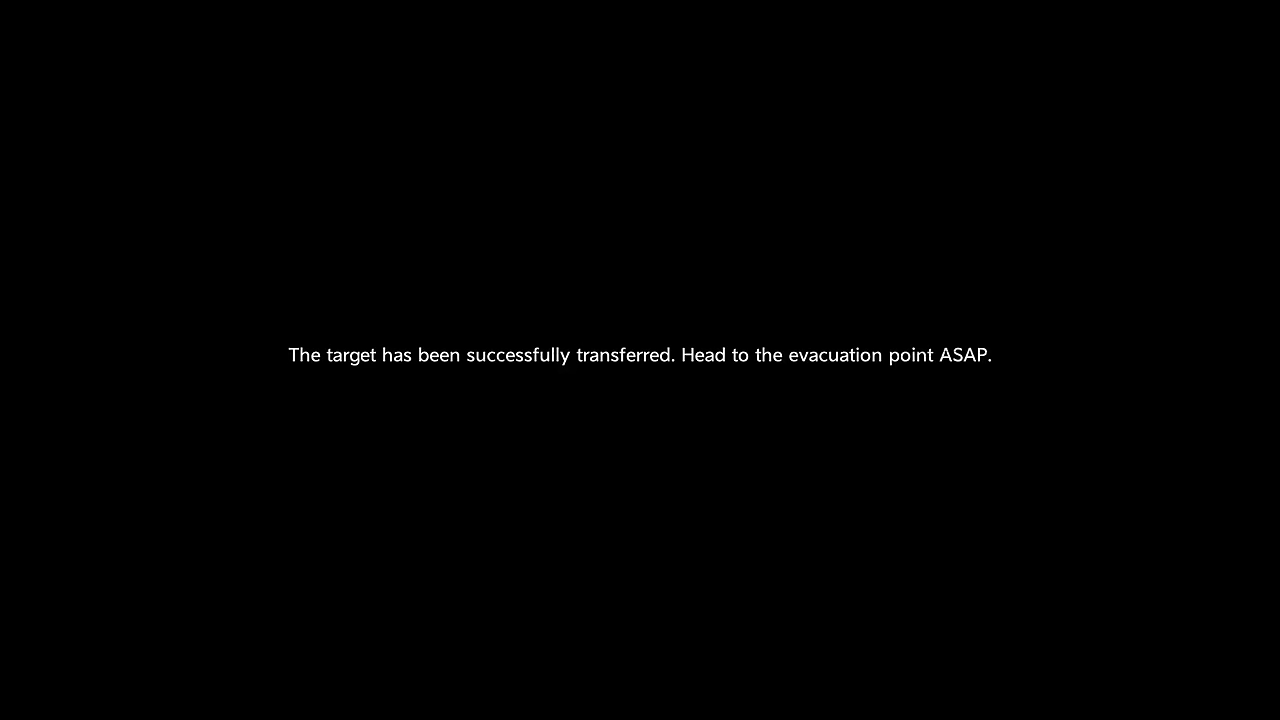 The target has been successfully transferred. Head to the evacuation point ASAP.